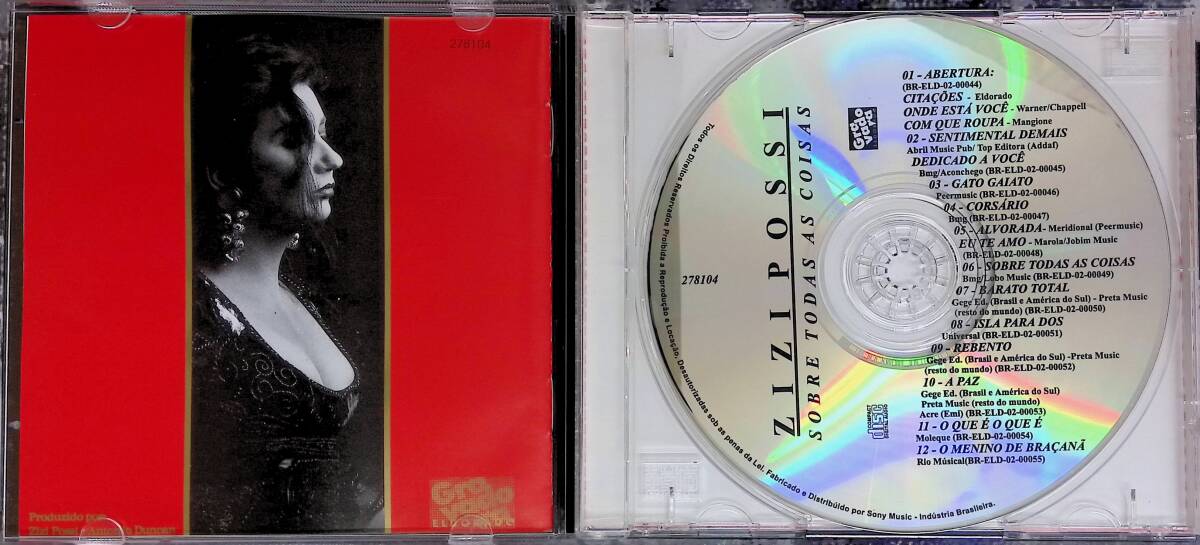 278104
Produzido por
Zizi Possi
Duncan
Gravadora
ELDORADO
ZIZI POSSI
SOBRE TODAS AS COISAS
278104
01 - ABERTURA:
(BR-ELD-02-00044)
CITAÇÕES - Eldorado
ONDE ESTÁ VOCÊ - Warner/Chappell
COM QUE ROUPA - Mangione
02 - SENTIMENTAL DEMAIS
Abril Music Pub/ Top Editora (Addaf)
DEDICADO A VOCÊ
Bmg/Aconchego (BR-ELD-02-00045)
03 - GATO GAIATO
Peermusic (BR-ELD-02-00046)
04 - CORSÁRIO
Bmg (BR-ELD-02-00047)
05 - ALVORADA- Meridional (Peermusic)
EU TE AMO - Marola/Jobim Music
(BR-ELD-02-00048)
06 - SOBRE TODAS AS COISAS
Bmg/Lobo Music (BR-ELD-02-00049)
07 - BARATO TOTAL
Gege Ed. (Brasil e América do Sul) - Preta Music
(resto do mundo) (BR-ELD-02-00050)
08 - ISLA PARA DOS
Universal (BR-ELD-02-00051)
09 - REBENTO
Gege Ed. (Brasil e América do Sul) -Preta Music
(resto do mundo) (BR-ELD-02-00052)
10 - A PAZ
Gege Ed. (Brasil e América do Sul)
Preta Music (resto do mundo)
Acre (Emi) (BR-ELD-02-00053)
11 - O QUE É O QUE É
Moleque (BR-ELD-02-00054)
12 - O MENINO DE BRAÇANÃ
Rio Músical(BR-ELD-02-00055)
COMPACT
disc
DIGITAL AUDIO
Todos os Direitos Reservados Proibida a Reprodução e Locação. Desautorizadas sob as penas da Lei. Fabricado e Distribuído por Sony Music - Indústria Brasileira.